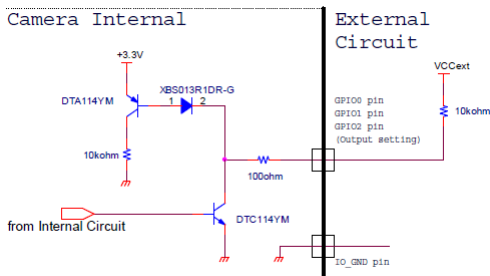 Camera Internal
External
Circuit
+3.3V
VCCext
XBS013R1DR-G
DTA114YM
1
2
GPIO0 pin
GPIO1 pin
GPIO2 pin
(Output setting)
10kohm
10kohm
100ohm
DTC114YM
from Internal Circuit
IO_GND pin